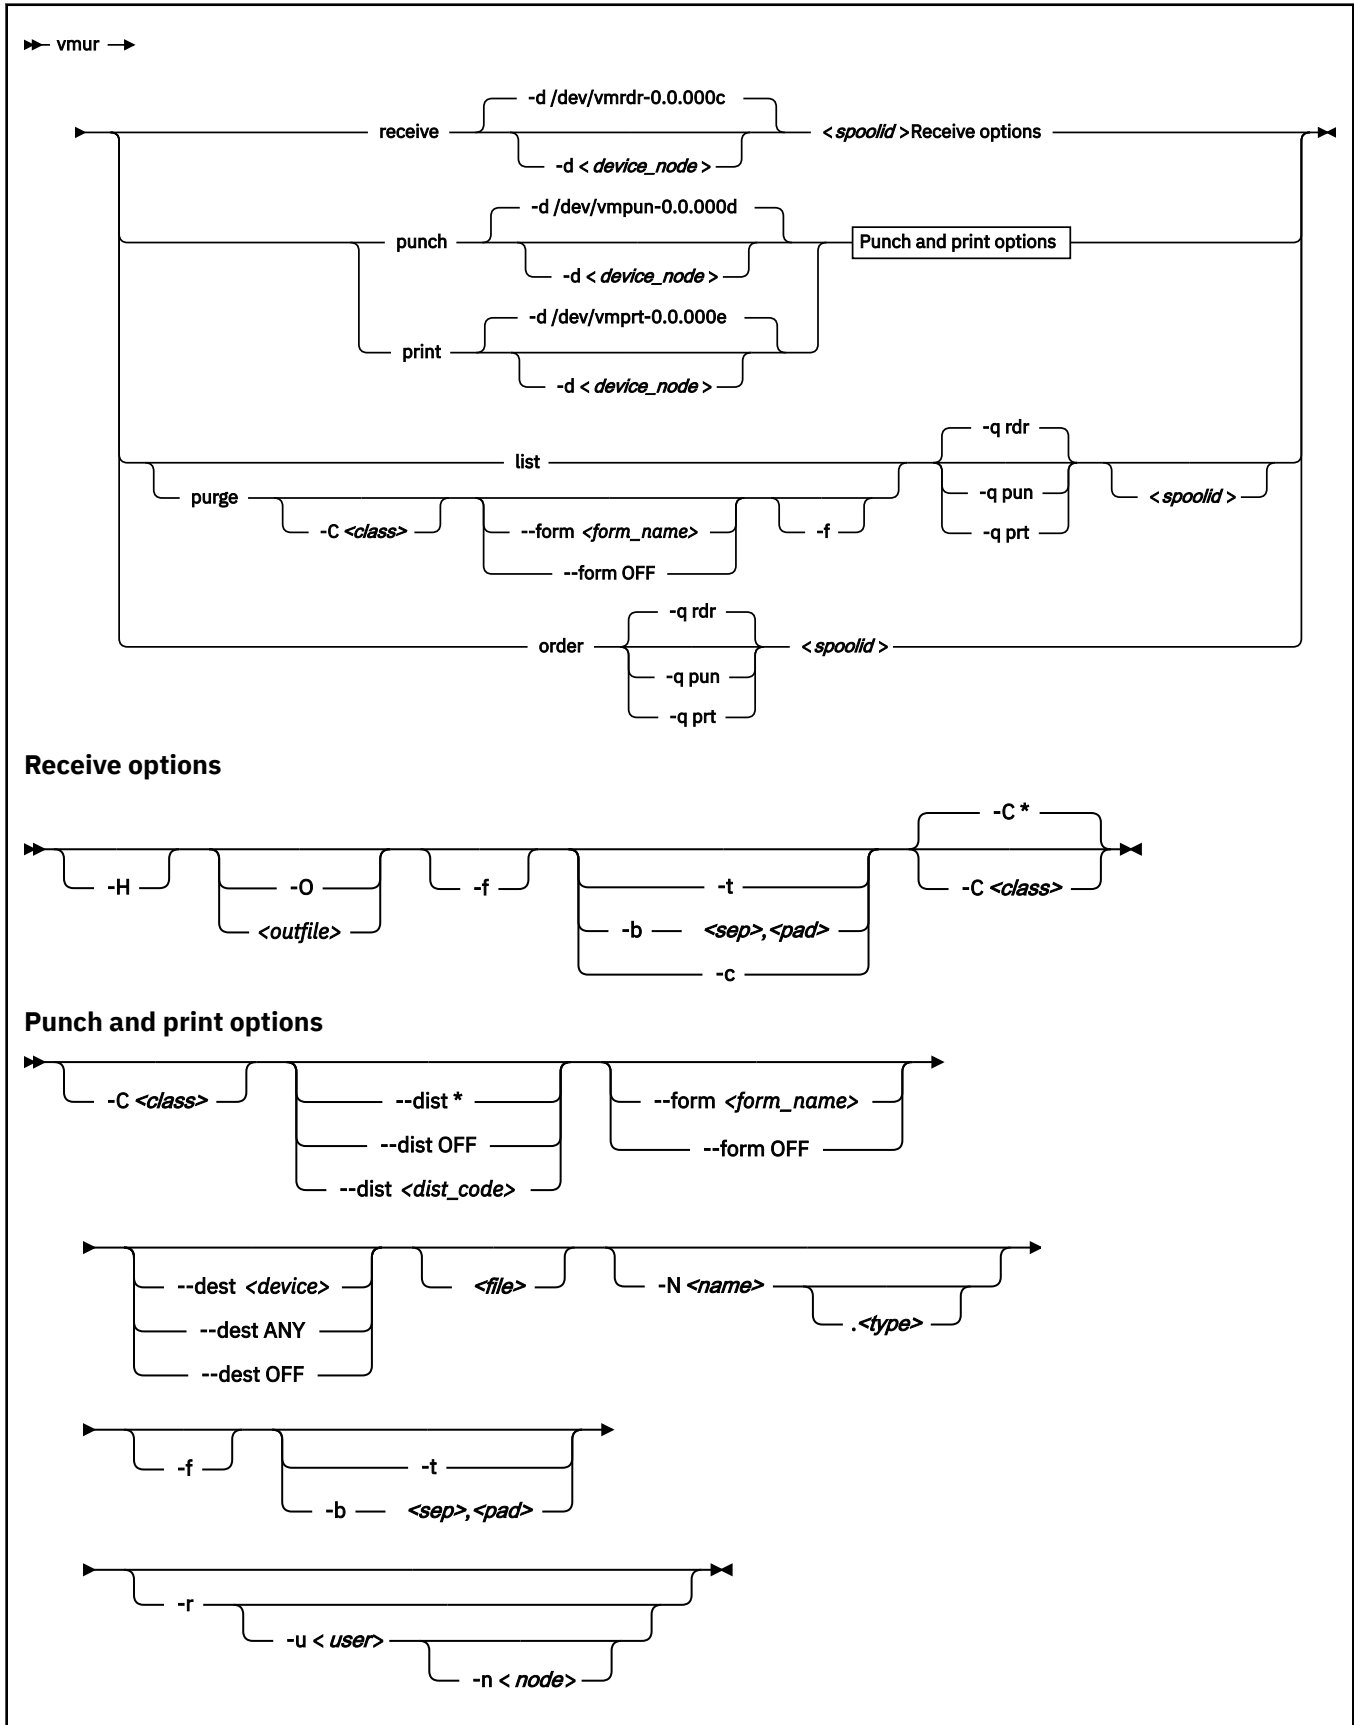 vmur
-d /dev/vmrdr-0.0.000c
receive
<spoolid>Receive options
-d <device_node>
-d /dev/vmpun-0.0.000d
punch
Punch and print options
-d <device_node>
-d /dev/vmprt-0.0.000e
print
-d <device_node>
-q rdr
list
purge
-q pun
<spoolid>
-C <class>
--form <form_name>
-f
-q prt
--form OFF
-q rdr
order
<spoolid>
-q pun
-q prt
Receive options
-C *
-H
-O
-f
-t
-C <class>
<outfile>
-b
<sep>,<pad>
-c
Punch and print options
-C <class>
--dist *
--form <form_name>
--dist OFF
--form OFF
--dist <dist_code>
--dest <device>
<file>
-N <name>
.<type>
--dest ANY
--dest OFF
-f
-t
-b
<sep>,<pad>
-r
-u <user>
-n <node>